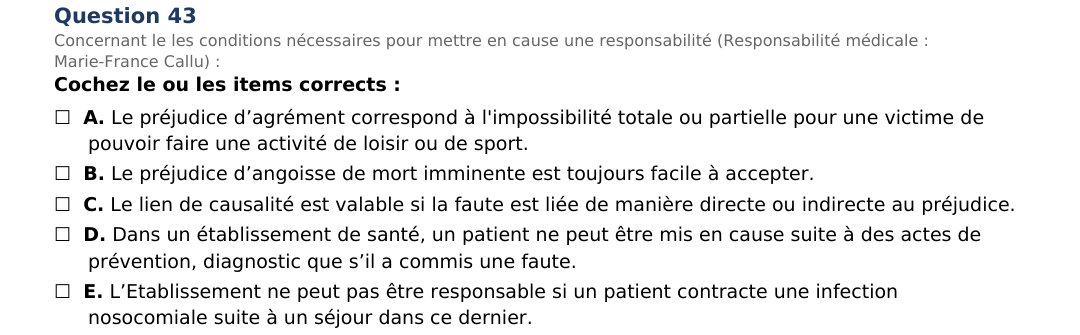 Question 43
Concernant le les conditions nécessaires pour mettre en cause une responsabilité (Responsabilité médicale :
Marie-France Callu) :
Cochez le ou les items corrects :
☐ A. Le préjudice d’agrément correspond à l'impossibilité totale ou partielle pour une victime de
pouvoir faire une activité de loisir ou de sport.
☐ B. Le préjudice d’angoisse de mort imminente est toujours facile à accepter.
☐ C. Le lien de causalité est valable si la faute est liée de manière directe ou indirecte au préjudice.
☐ D. Dans un établissement de santé, un patient ne peut être mis en cause suite à des actes de
prévention, diagnostic que s’il a commis une faute.
☐ E. L’Etablissement ne peut pas être responsable si un patient contracte une infection
nosocomiale suite à un séjour dans ce dernier.